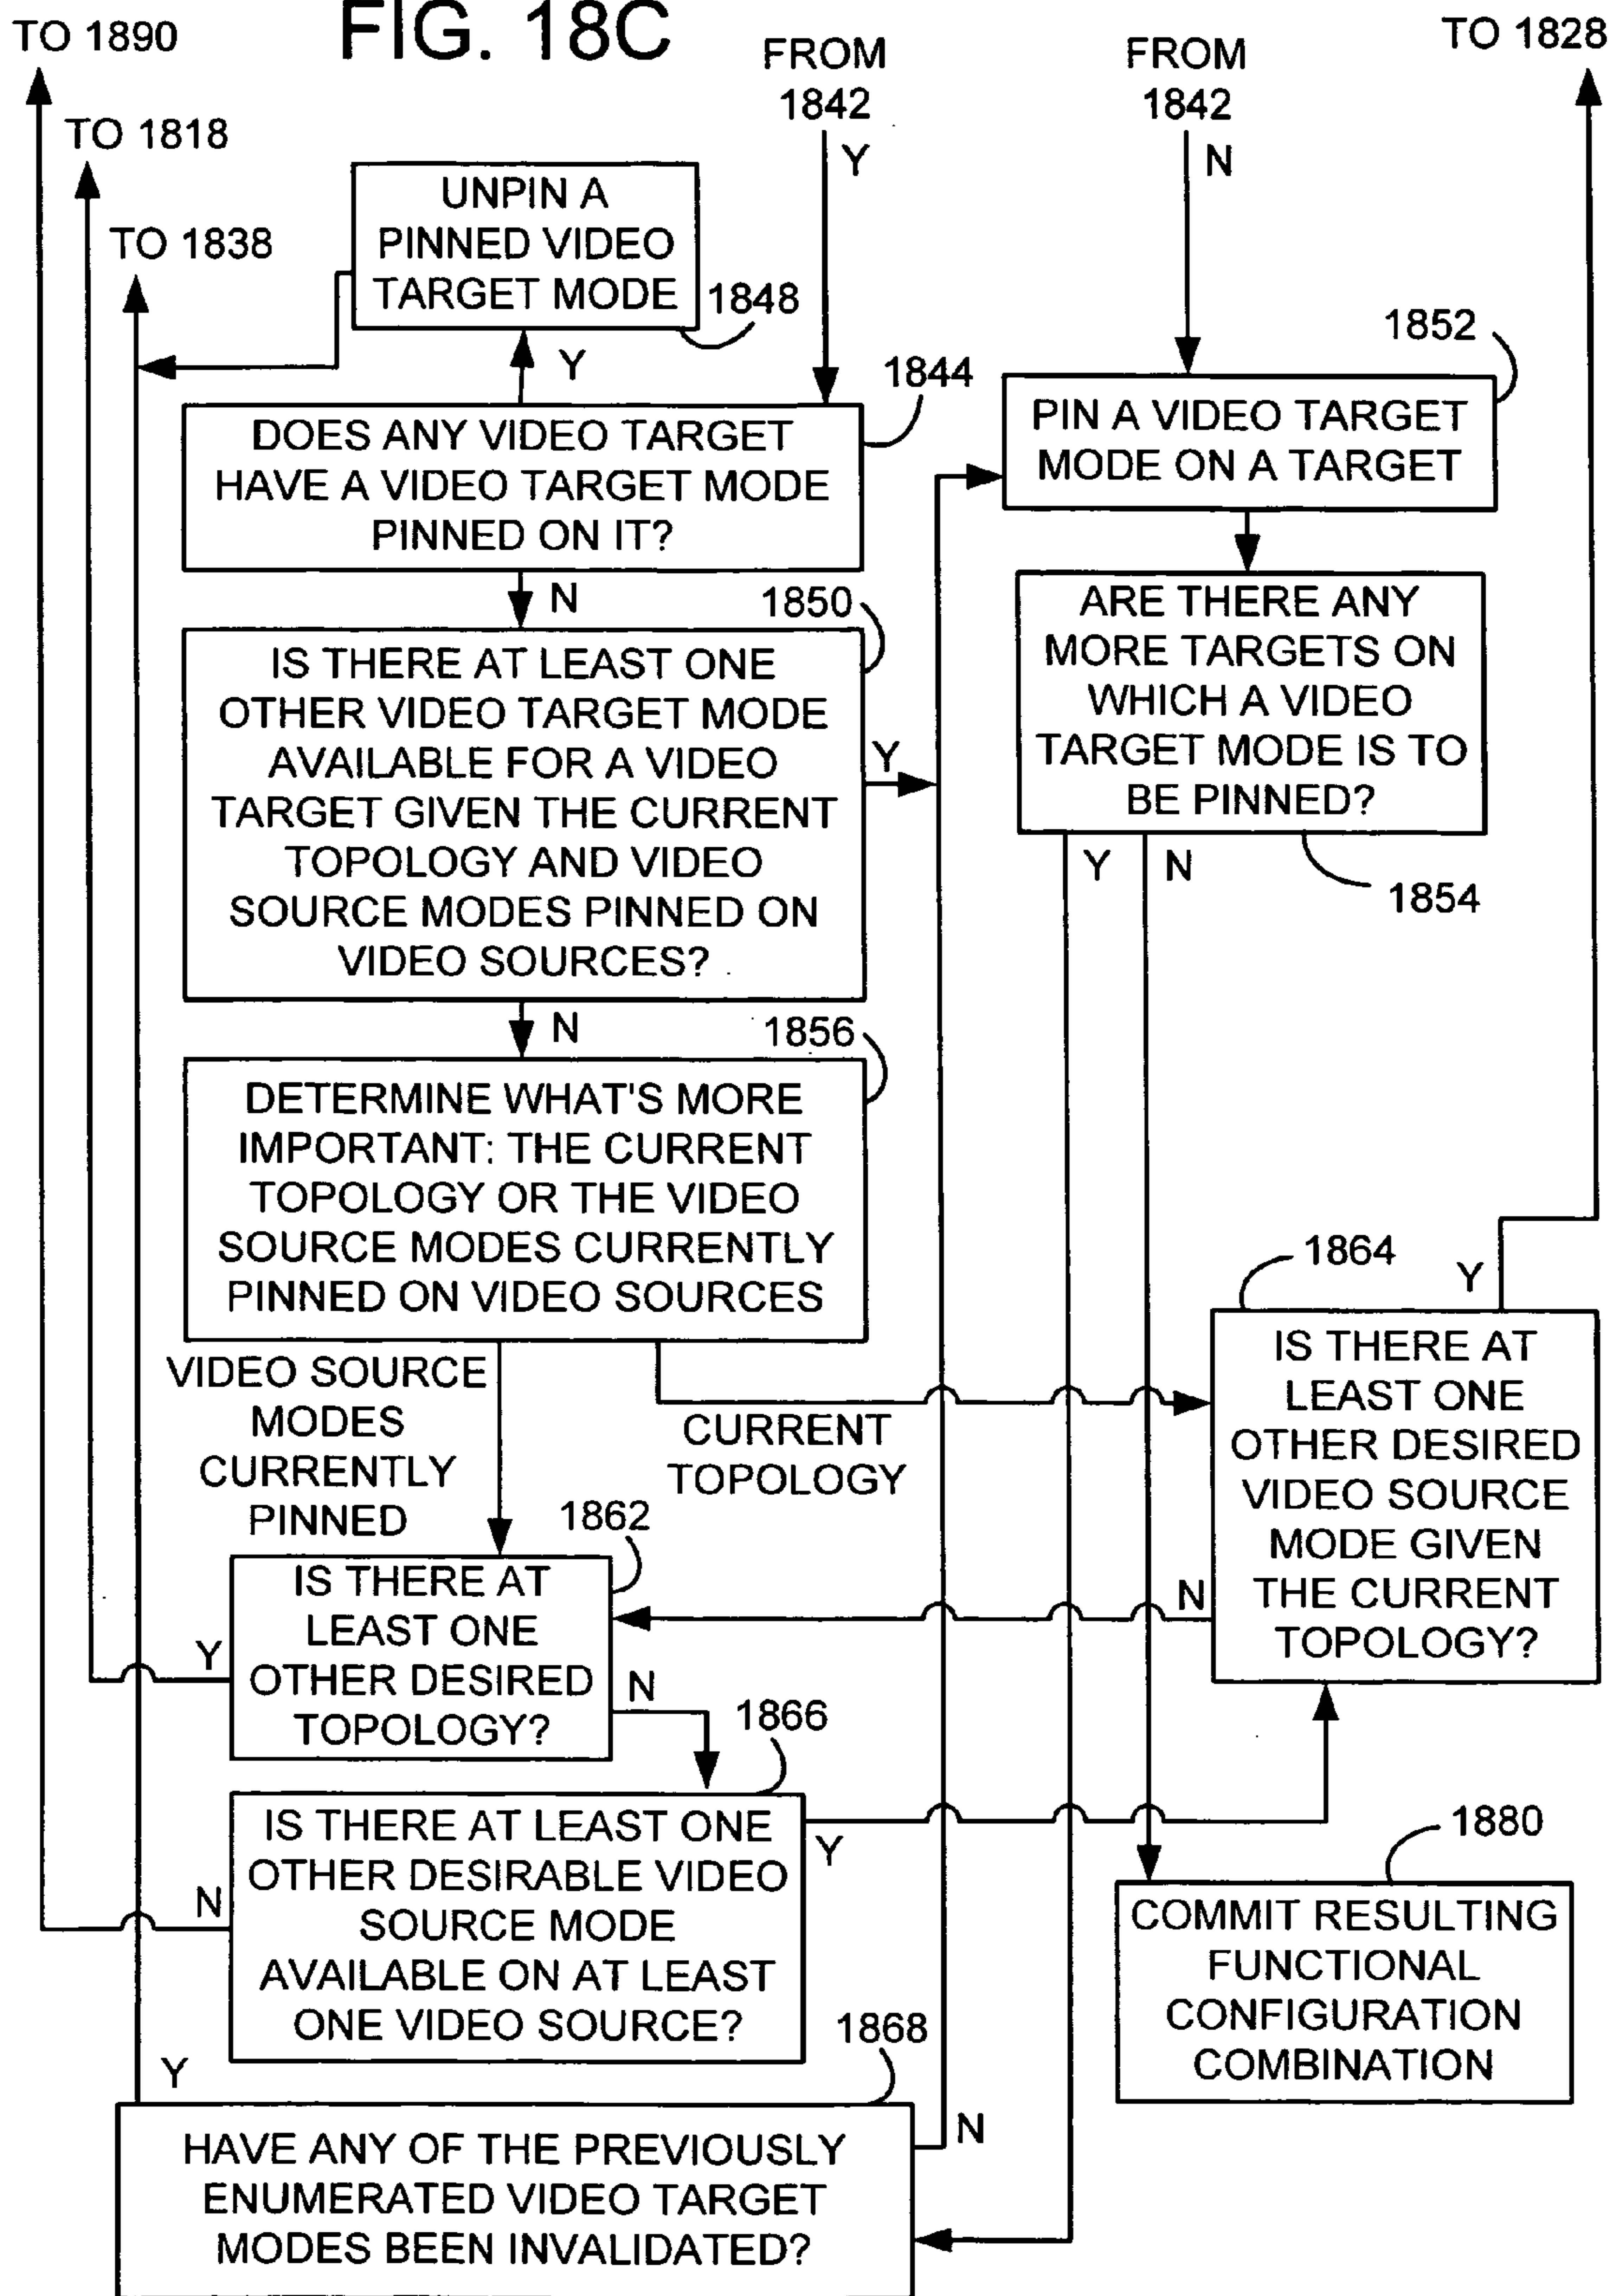 FIG. 18C
TO 1890
TO 1818
TO 1838
FROM
1842
Y
FROM
1842
N
TO 1828
UNPIN A
PINNED VIDEO
TARGET MODE
1848
Y
1844
DOES ANY VIDEO TARGET
HAVE A VIDEO TARGET MODE
PINNED ON IT?
N
1852
PIN A VIDEO TARGET
MODE ON A TARGET
1850
IS THERE AT LEAST ONE
OTHER VIDEO TARGET MODE
AVAILABLE FOR A VIDEO
TARGET GIVEN THE CURRENT
TOPOLOGY AND VIDEO
SOURCE MODES PINNED ON
VIDEO SOURCES?
Y
N
ARE THERE ANY
MORE TARGETS ON
WHICH A VIDEO
TARGET MODE IS TO
BE PINNED?
Y
N
1854
1856
DETERMINE WHAT'S MORE
IMPORTANT: THE CURRENT
TOPOLOGY OR THE VIDEO
SOURCE MODES CURRENTLY
PINNED ON VIDEO SOURCES
VIDEO SOURCE
MODES
CURRENTLY
PINNED
CURRENT
TOPOLOGY
1864
Y
IS THERE AT
LEAST ONE
OTHER DESIRED
VIDEO SOURCE
MODE GIVEN
THE CURRENT
TOPOLOGY?
N
1862
IS THERE AT
LEAST ONE
OTHER DESIRED
TOPOLOGY?
Y
N
1866
IS THERE AT LEAST ONE
OTHER DESIRABLE VIDEO
SOURCE MODE
AVAILABLE ON AT LEAST
ONE VIDEO SOURCE?
Y
N
1880
COMMIT RESULTING
FUNCTIONAL
CONFIGURATION
COMBINATION
1868
Y
HAVE ANY OF THE PREVIOUSLY
ENUMERATED VIDEO TARGET
MODES BEEN INVALIDATED?
N